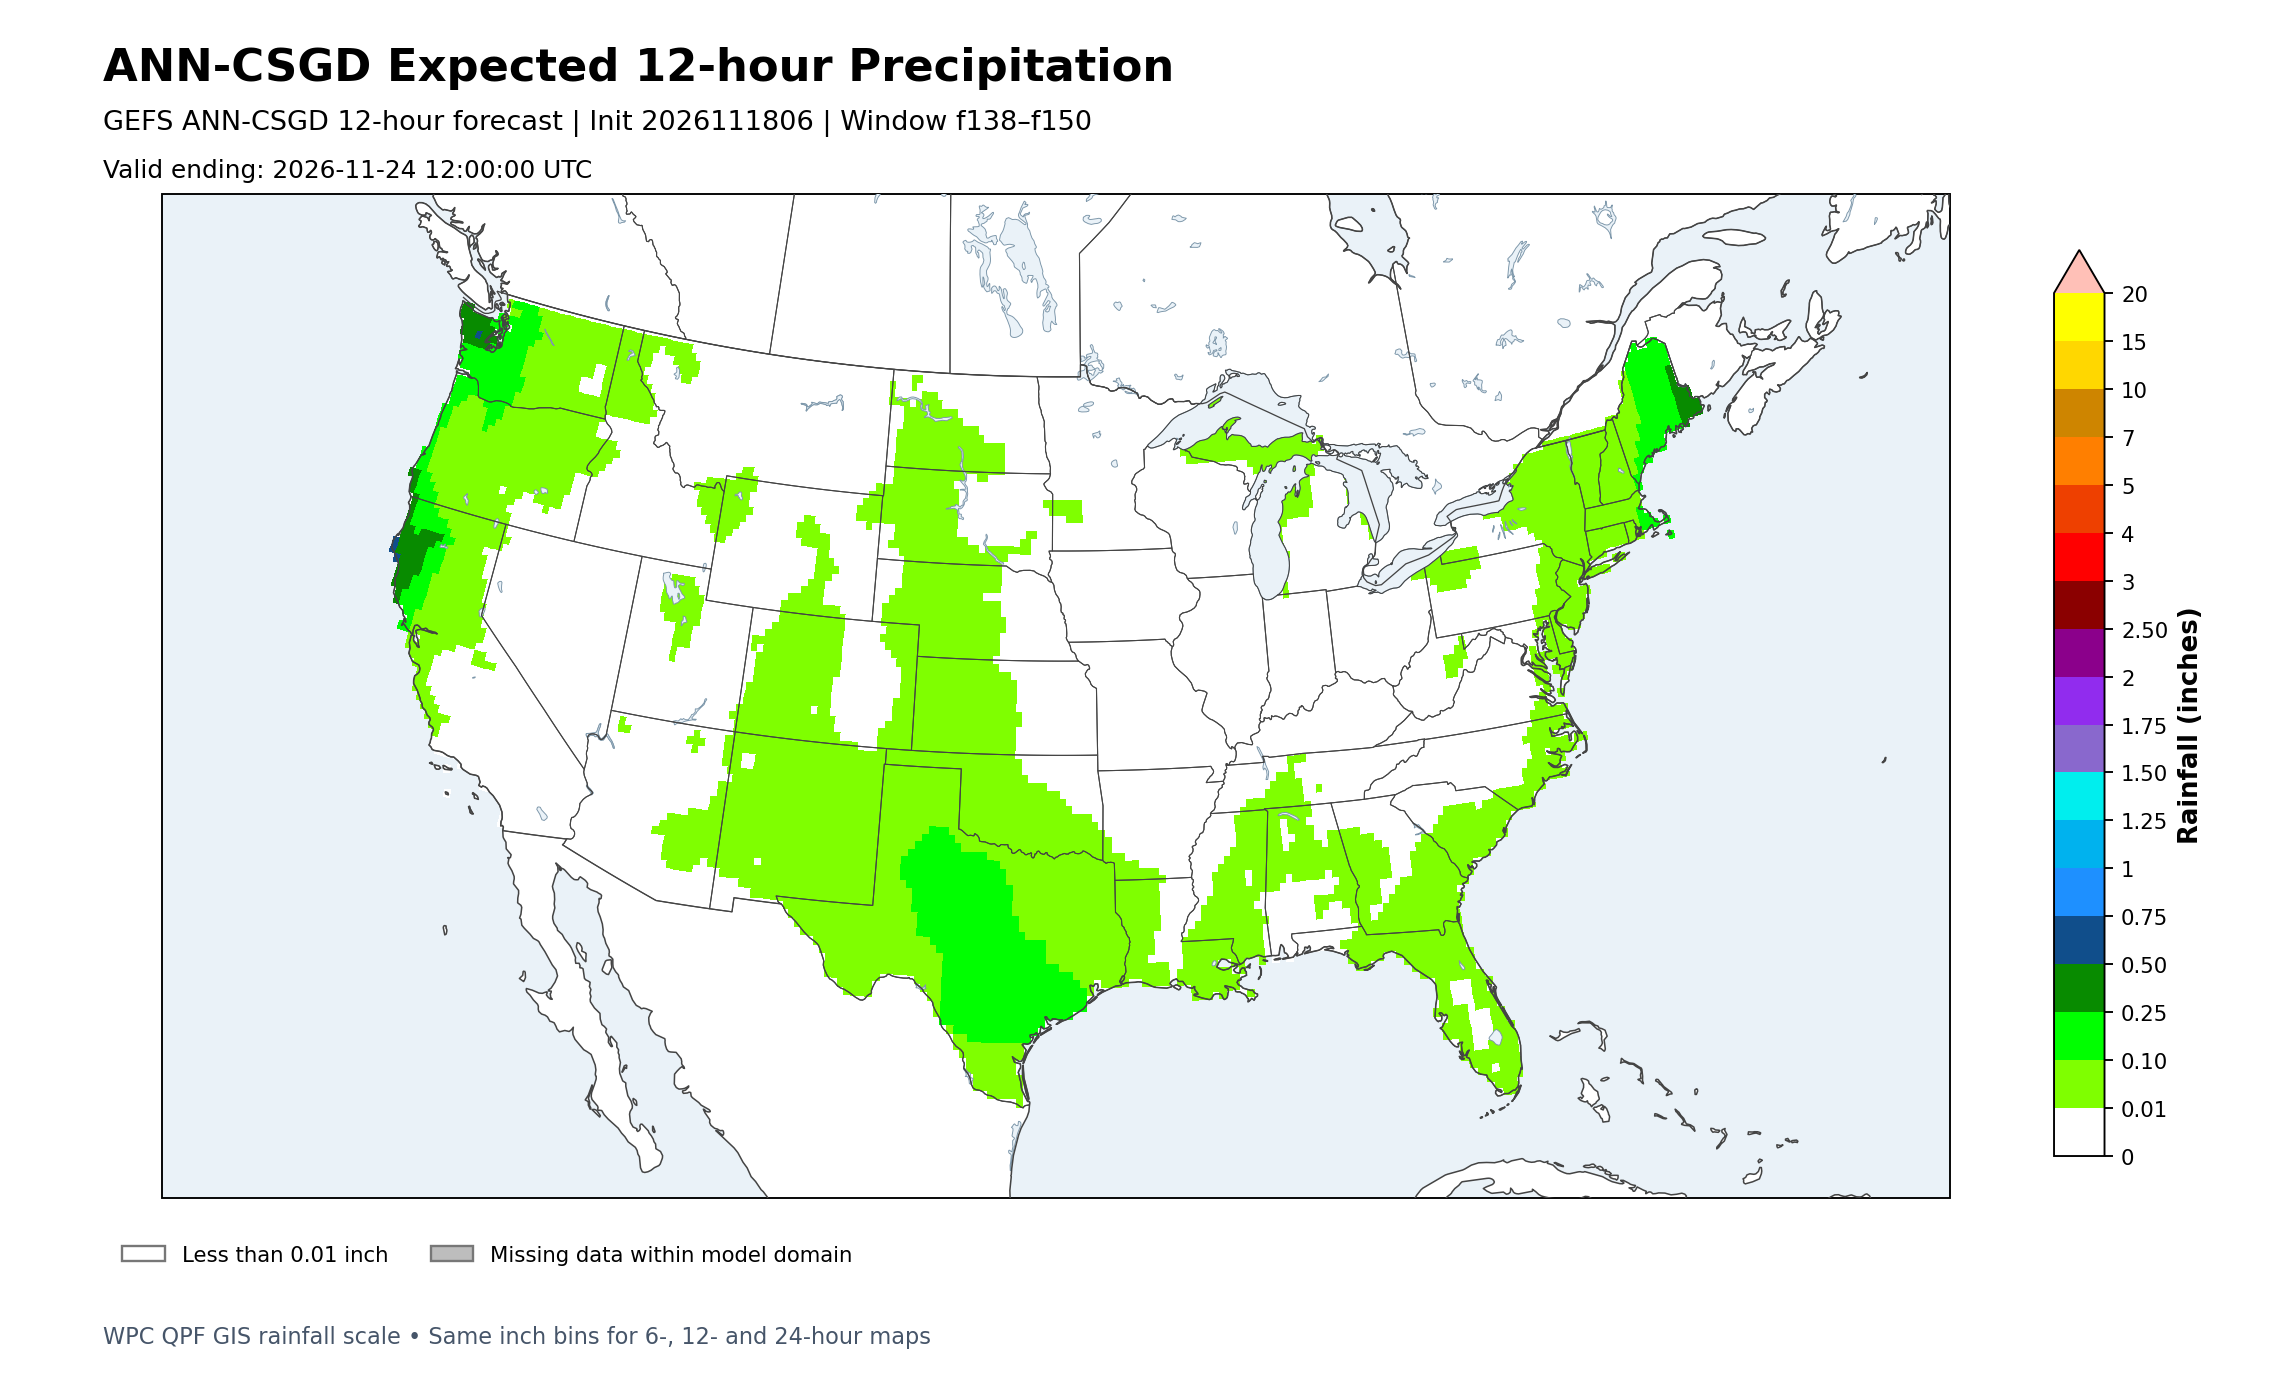 ANN-CSGD Expected 12-hour Precipitation
GEFS ANN-CSGD 12-hour forecast | Init 2026111806 | Window f138–f150
Valid ending: 2026-11-24 12:00:00 UTC
20
15
10
7
5
4
3
2.50
2
1.75
1.50
1.25
1
0.75
0.50
0.25
0.10
0.01
0
Rainfall (inches)
Less than 0.01 inch
Missing data within model domain
WPC QPF GIS rainfall scale • Same inch bins for 6-, 12- and 24-hour maps